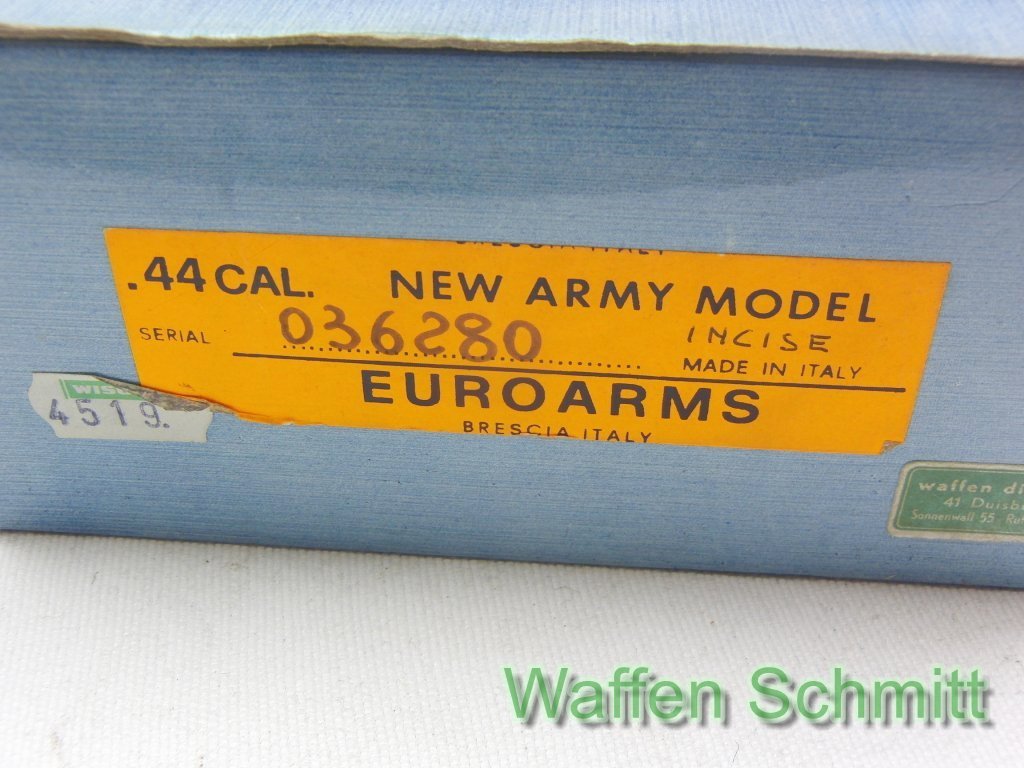 .44 CAL. NEW ARMY MODEL
SERIAL 036280 INCISE
MADE IN ITALY
EUROARMS
BRESCIA ITALY
4519.
waffen
41
Sonnenwall 55
Waffen Schmitt